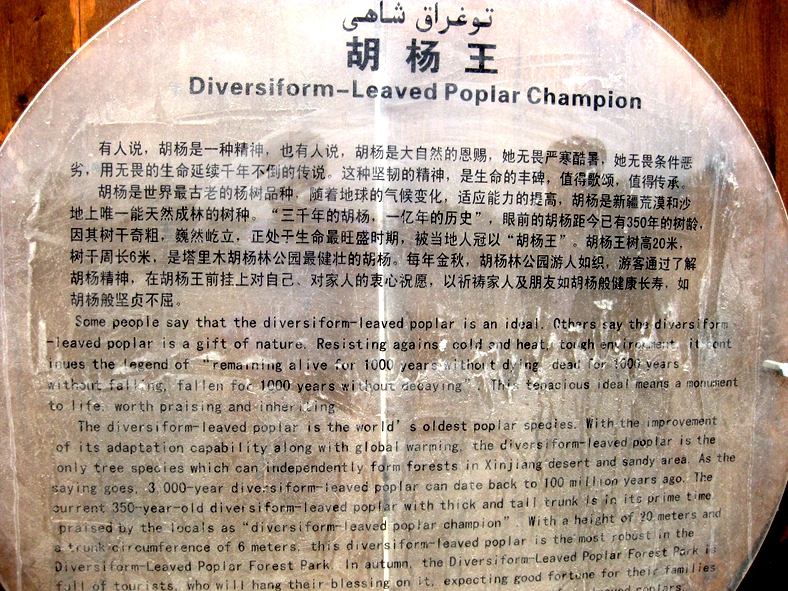 توغراق شاھى
胡杨王
Diversiform-Leaved Poplar Champion
有人说，胡杨是一种精神，也有人说，胡杨是大自然的恩赐，她无畏严寒酷暑，她无畏条件恶
劣，用无畏的生命延续千年不倒的传说。这种坚韧的精神，是生命的丰碑，值得歌颂，值得传承。
胡杨是世界最古老的杨树品种，随着地球的气候变化，适应能力的提高，胡杨是新疆荒漠和沙
地上唯一能天然成林的树种。“三千年的胡杨，一亿年的历史”，眼前的胡杨距今已有350年的树龄，
因其树干奇粗，巍然屹立，正处于生命最旺盛时期，被当地人冠以“胡杨王”。胡杨王树高20米，
树干周长6米，是塔里木胡杨林公园最健壮的胡杨。每年金秋，胡杨林公园游人如织，游客通过了解
胡杨精神，在胡杨王前挂上对自己、对家人的衷心祝愿，以祈祷家人及朋友如胡杨般健康长寿，如
胡杨般坚贞不屈。
Some people say that the diversiform-leaved poplar is an ideal. Others say the diversiform
-leaved poplar is a gift of nature. Resisting against cold and heat, tough environment, it cont
inues the legend of "remaining alive for 1000 years without dying, dead for 1000 years
without falling, fallen for 1000 years without decaying". This tenacious ideal means a monument
to life, worth praising and inheriting
The diversiform-leaved poplar is the world's oldest poplar species. With the improvement
of its adaptation capability along with global warming, the diversiform-leaved poplar is the
only tree species which can independently form forests in Xinjiang desert and sandy area. As the
saying goes, 3,000-year diversiform-leaved poplar can date back to 100 million years ago. The
current 350-year-old diversiform-leaved poplar with thick and tall trunk is in its prime time
praised by the locals as "diversiform-leaved poplar champion". With a height of 20 meters and
a trunk circumference of 6 meters, this diversiform-leaved poplar is the most robust in the
Diversiform-Leaved Poplar Forest Park. In autumn, the Diversiform-Leaved Poplar Forest Park is
full of tourists, who will hang their blessing on it, expecting good fortune for their families